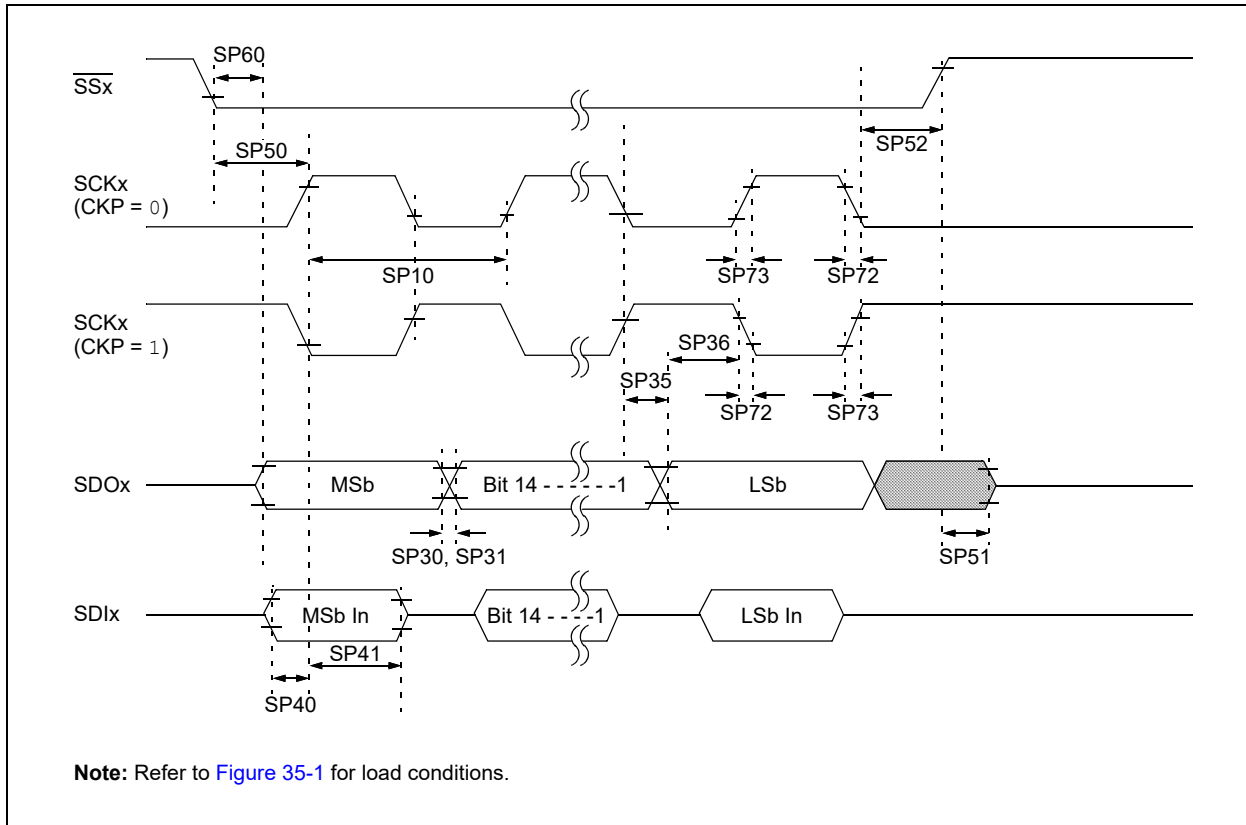 SP60
SSx
SP50
SP52
SCKx
(CKP = 0)
SP10
SP73
SP72
SCKx
(CKP = 1)
SP36
SP35
SP72
SP73
SDOx
MSb
Bit 14 - - - - - -1
LSb
SP30, SP31
SP51
SDIx
MSb In
Bit 14 - - - -1
LSb In
SP41
SP40
Note: Refer to Figure 35-1 for load conditions.